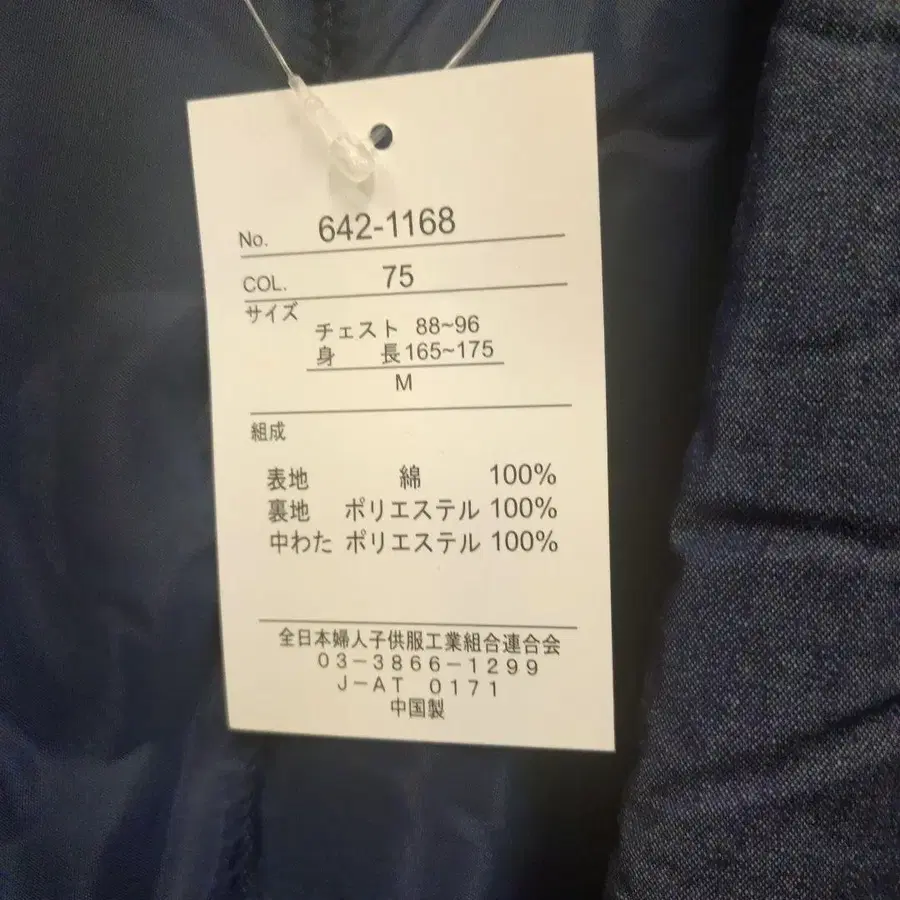 No. 642-1168
COL. 75
サイズ
チェスト 88~96
身 長165~175
M
組成
表地 綿 100%
裏地 ポリエステル 100%
中わた ポリエステル 100%
全日本婦人子供服工業組合連合会
03-3866-1299
J-AT 0171
中国製